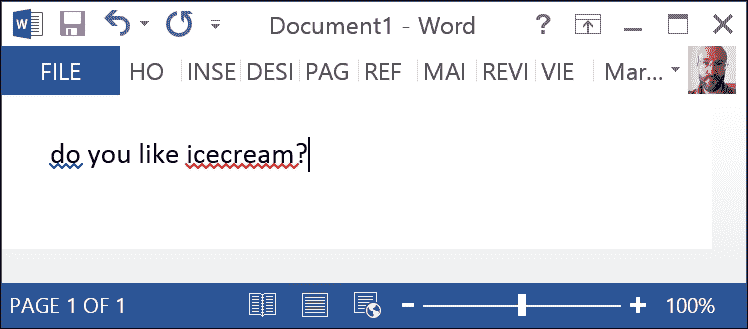 Document1 - Word ?
FILE HO INSE DESI PAG REF MAI REVI VIE Mar...
do you like icecream?
PAGE 1 OF 1 100%